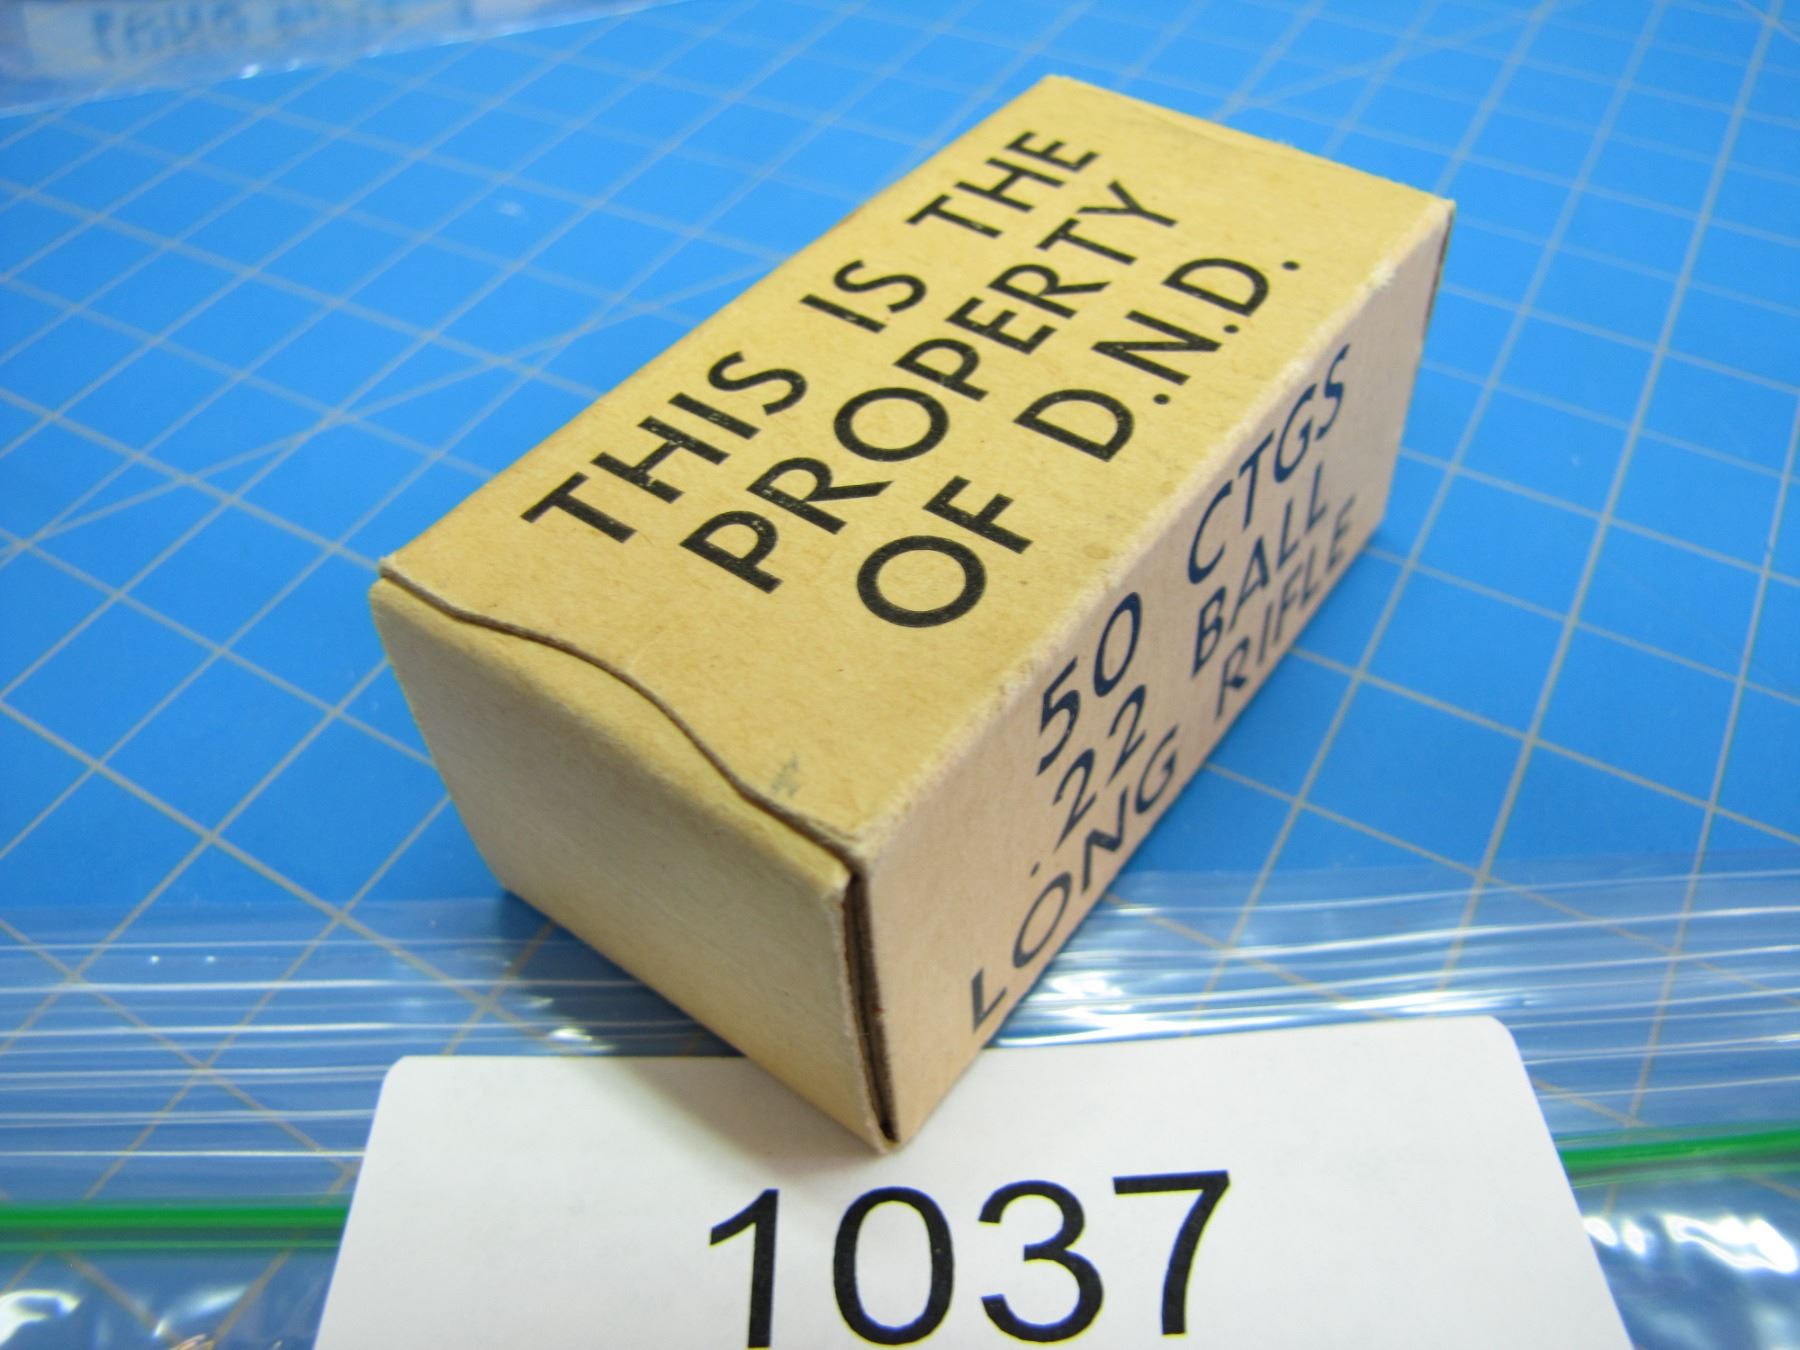 THIS IS THE
PROPERTY
OF D.N.D.
50 CTGS
.22 BALL
LONG RIFLE
1037